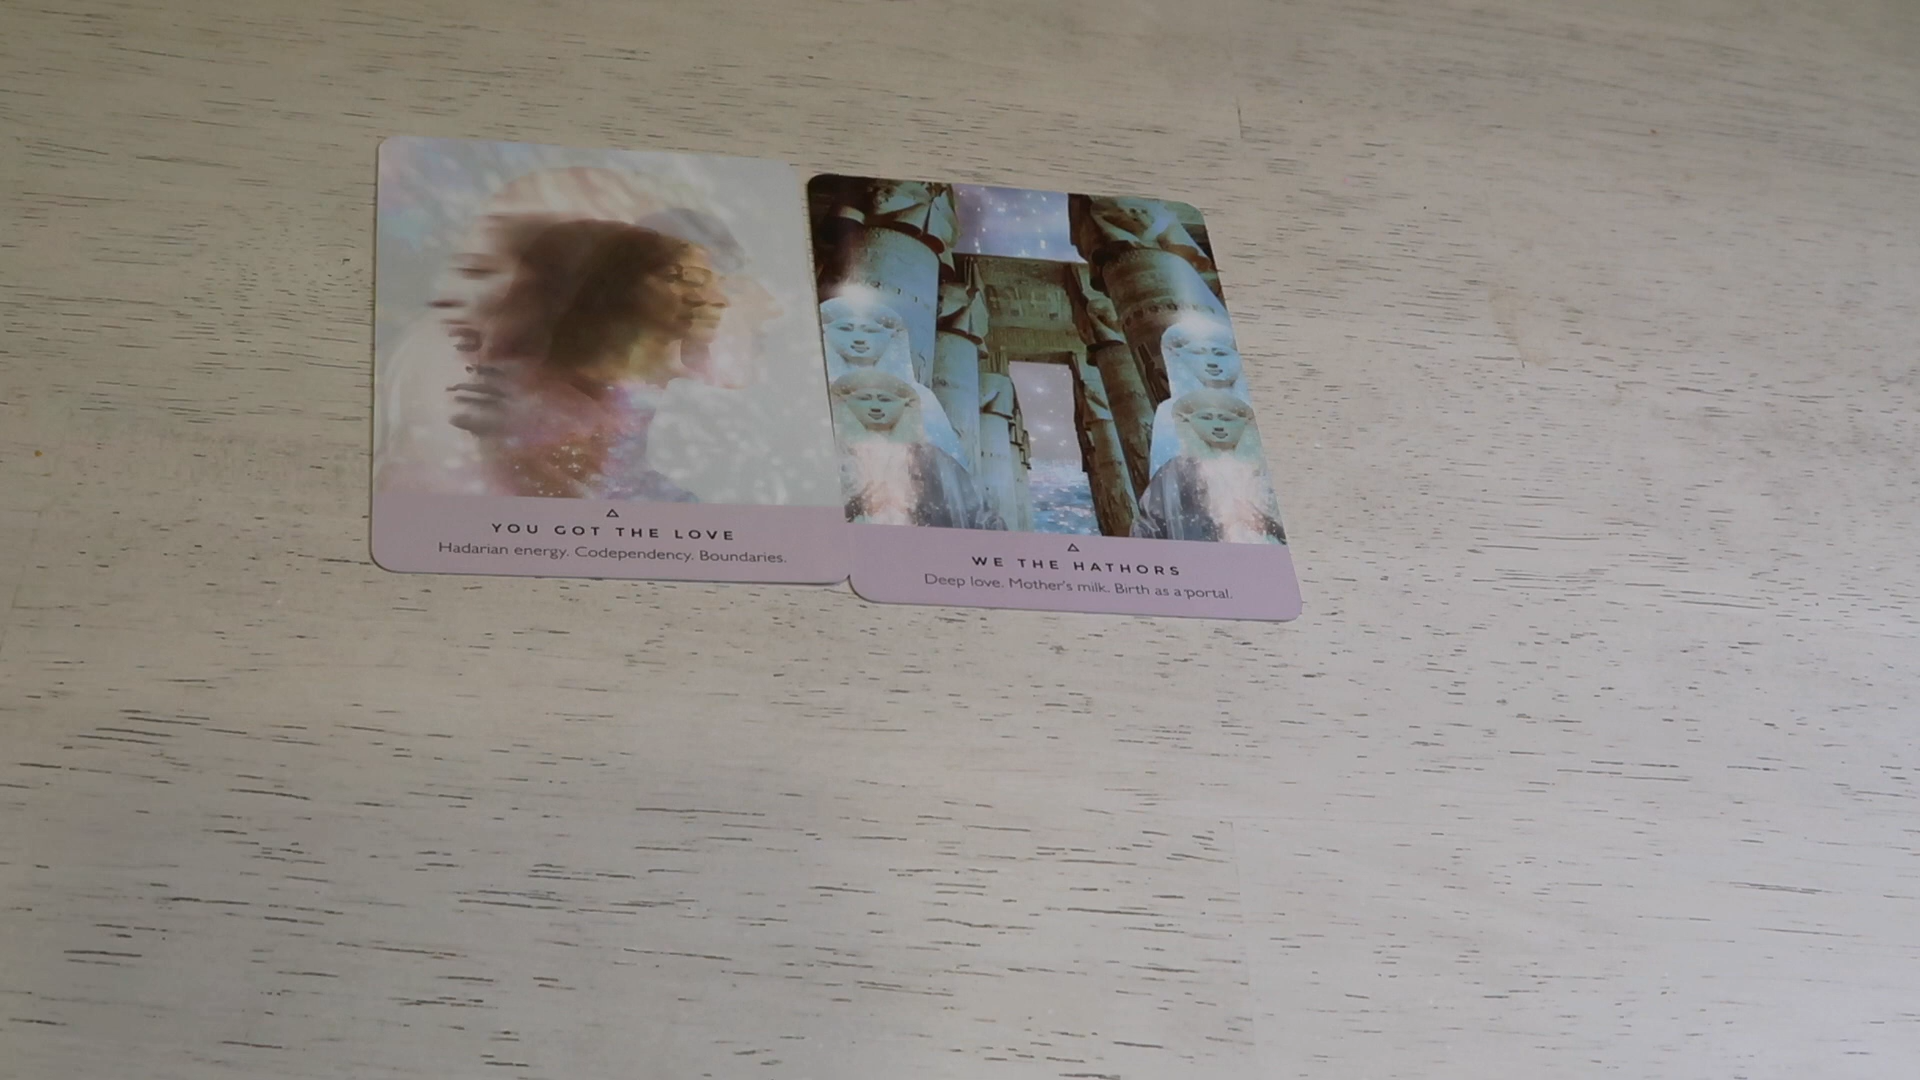 YOU GOT THE LOVE
Hadarian energy. Codependency. Boundaries.
WE THE HATHORS
Deep love. Mother's milk. Birth as a portal.